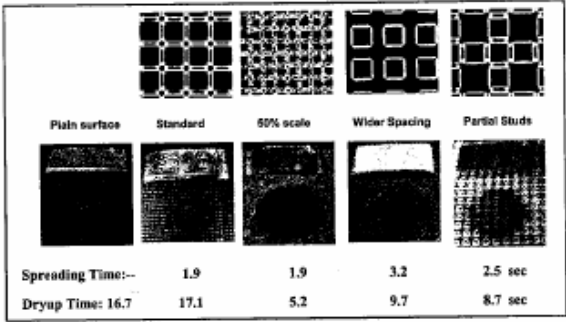 Plain surface Standard 50% scale Wider Spacing Partial Studs
Spreading Time:-- 1.9 1.9 3.2 2.5 sec
Dryup Time: 16.7 17.1 5.2 9.7 8.7 sec